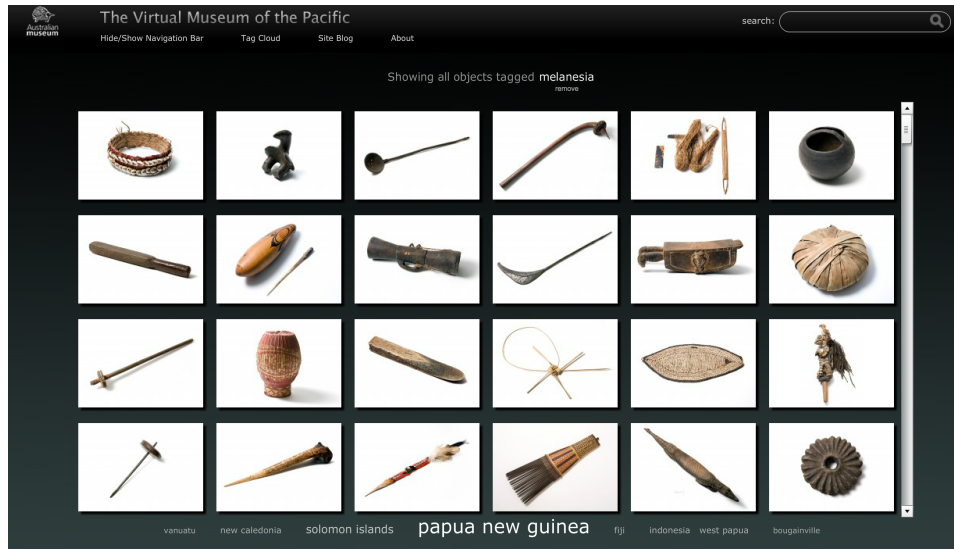 Australian
museum
The Virtual Museum of the Pacific
Hide/Show Navigation Bar Tag Cloud Site Blog About
search:
Showing all objects tagged melanesia
remove
vanuatu new caledonia solomon islands papua new guinea fiji indonesia west papua bougainville